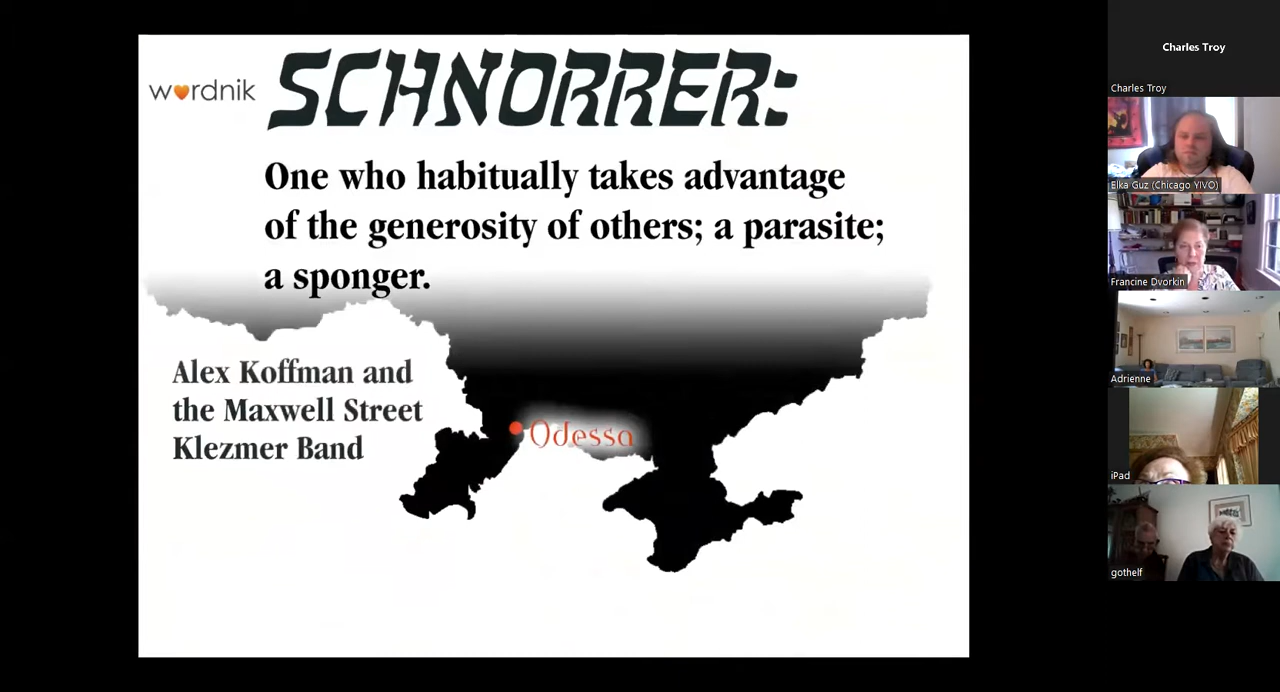 wordnik
SCHNORRER:
One who habitually takes advantage
of the generosity of others; a parasite;
a sponger.
Alex Koffman and
the Maxwell Street
Klezmer Band
Odessa
Charles Troy
Charles Troy
Elka Guz (Chicago YIVO)
Francine Dvorkin
Adrienne
iPad
gothelf